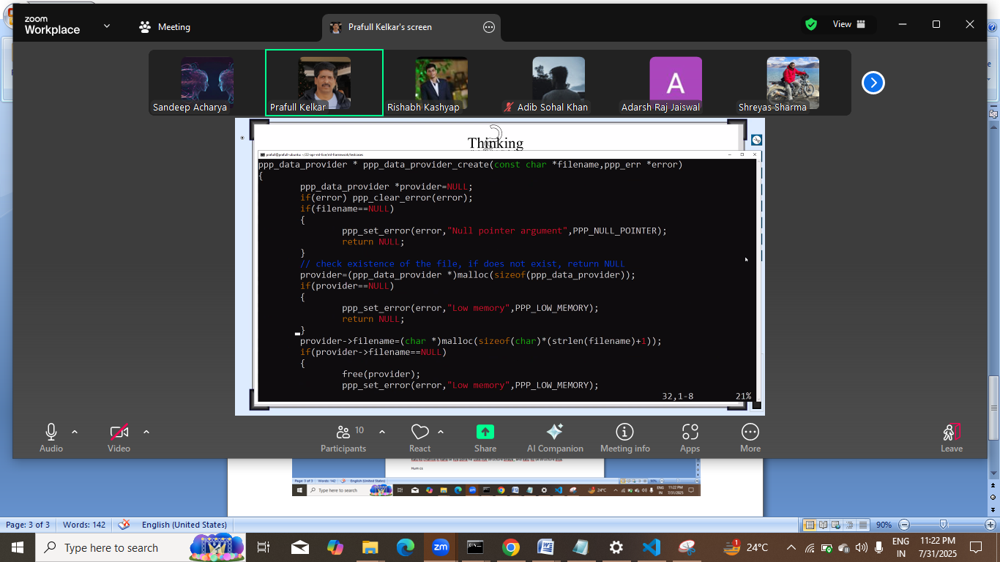 zoom
Workplace
Meeting
Prafull Kelkar's screen
View
Sandeep Acharya
Prafull Kelkar
Rishabh Kashyap
Adib Sohal Khan
A
Adarsh Raj Jaiswal
Shreyas Sharma
Thinking
ppp_data_provider * ppp_data_provider_create(const char *filename,ppp_err *error)
{
ppp_data_provider *provider=NULL;
if(error) ppp_clear_error(error);
if(filename==NULL)
{
ppp_set_error(error,"Null pointer argument",PPP_NULL_POINTER);
return NULL;
}
// check existence of the file, if does not exist, return NULL
provider=(ppp_data_provider *)malloc(sizeof(ppp_data_provider));
if(provider==NULL)
{
ppp_set_error(error,"Low memory",PPP_LOW_MEMORY);
return NULL;
}
provider->filename=(char *)malloc(sizeof(char)*(strlen(filename)+1));
if(provider->filename==NULL)
{
free(provider);
ppp_set_error(error,"Low memory",PPP_LOW_MEMORY);
32,1-8 21%
Audio
Video
Participants 10
React
Share
AI Companion
Meeting info
Apps
More
Leave
Page: 3 of 3 Words: 142 English (United States) 90%
Type here to search
zm
24°C
ENG
IN
11:22 PM
7/31/2025